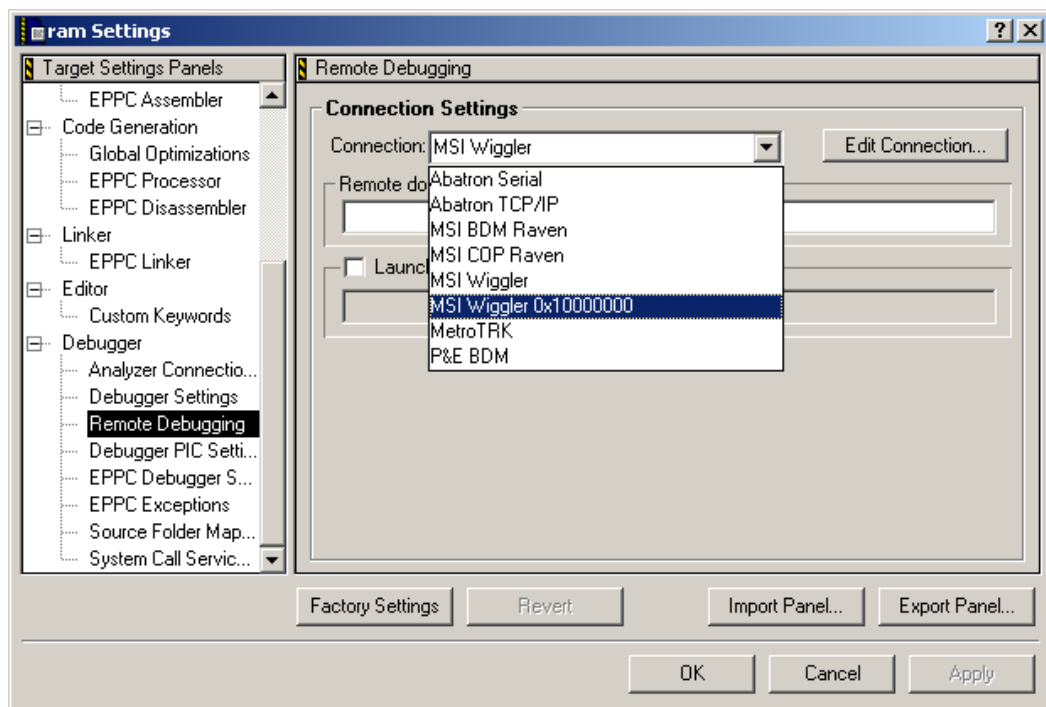 ram Settings
Target Settings Panels
EPPC Assembler
Code Generation
Global Optimizations
EPPC Processor
EPPC Disassembler
Linker
EPPC Linker
Editor
Custom Keywords
Debugger
Analyzer Connectio...
Debugger Settings
Remote Debugging
Debugger PIC Setti...
EPPC Debugger S...
EPPC Exceptions
Source Folder Map...
System Call Servic...
Remote Debugging
Connection Settings
Connection: MSI Wiggler
Edit Connection...
Remote do
Launc
Abatron Serial
Abatron TCP/IP
MSI BDM Raven
MSI COP Raven
MSI Wiggler
MSI Wiggler 0x10000000
MetroTRK
P&E BDM
Factory Settings
Revert
Import Panel...
Export Panel...
OK
Cancel
Apply